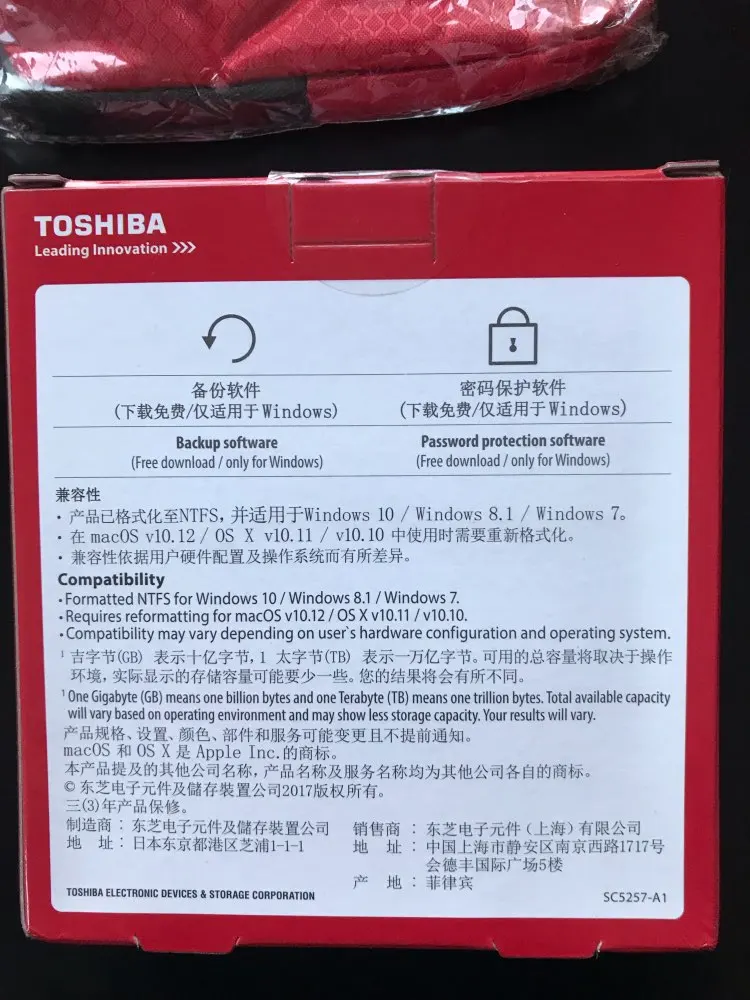 TOSHIBA
Leading Innovation >>>
备份软件
(下载免费/仅适用于Windows)
密码保护软件
(下载免费/仅适用于Windows)
Backup software
(Free download / only for Windows)
Password protection software
(Free download / only for Windows)
兼容性
· 产品已格式化至NTFS, 并适用于Windows 10 / Windows 8.1 / Windows 7。
· 在 macOS v10.12 / OS X v10.11 / v10.10 中使用时需要重新格式化。
· 兼容性依据用户硬件配置及操作系统而有所差异。
Compatibility
· Formatted NTFS for Windows 10 / Windows 8.1 / Windows 7.
· Requires reformatting for macOS v10.12 / OS X v10.11 / v10.10.
· Compatibility may vary depending on user`s hardware configuration and operating system.
¹ 吉字节(GB) 表示十亿字节, 1 太字节(TB) 表示一万亿字节。可用的总容量将取决于操作
环境, 实际显示的存储容量可能要少一些。您的结果将会有所不同。
¹ One Gigabyte (GB) means one billion bytes and one Terabyte (TB) means one trillion bytes. Total available capacity
will vary based on operating environment and may show less storage capacity. Your results will vary.
产品规格、设置、颜色、部件和服务可能变更且不提前通知。
macOS 和 OS X 是 Apple Inc.的商标。
本产品提及的其他公司名称, 产品名称及服务名称均为其他公司各自的商标。
© 东芝电子元件及儲存裝置公司2017版权所有。
三(3)年产品保修。
制造商：东芝电子元件及儲存裝置公司
地 址：日本东京都港区芝浦1-1-1
销售商：东芝电子元件（上海）有限公司
地 址：中国上海市静安区南京西路1717号
会德丰国际广场5楼
产 地：菲律宾
TOSHIBA ELECTRONIC DEVICES & STORAGE CORPORATION
SC5257-A1